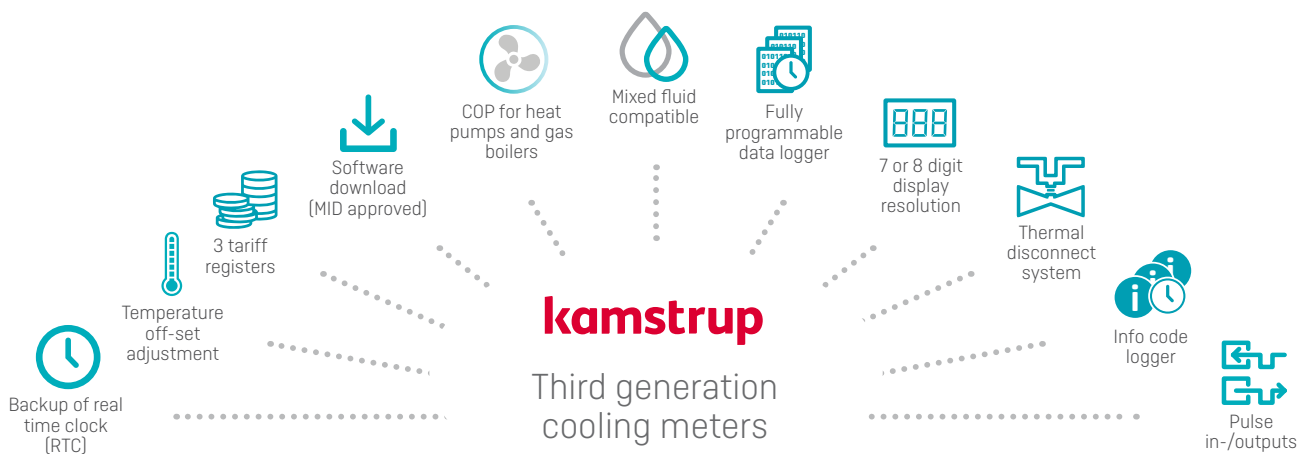 COP for heat
pumps and gas
boilers
Mixed fluid
compatible
Fully
programmable
data logger
Software
download
(MID approved)
7 or 8 digit
display
resolution
3 tariff
registers
Thermal
disconnect
system
Temperature
off-set
adjustment
Info code
logger
Backup of real
time clock
(RTC)
Pulse
in-/outputs
kamstrup
Third generation
cooling meters